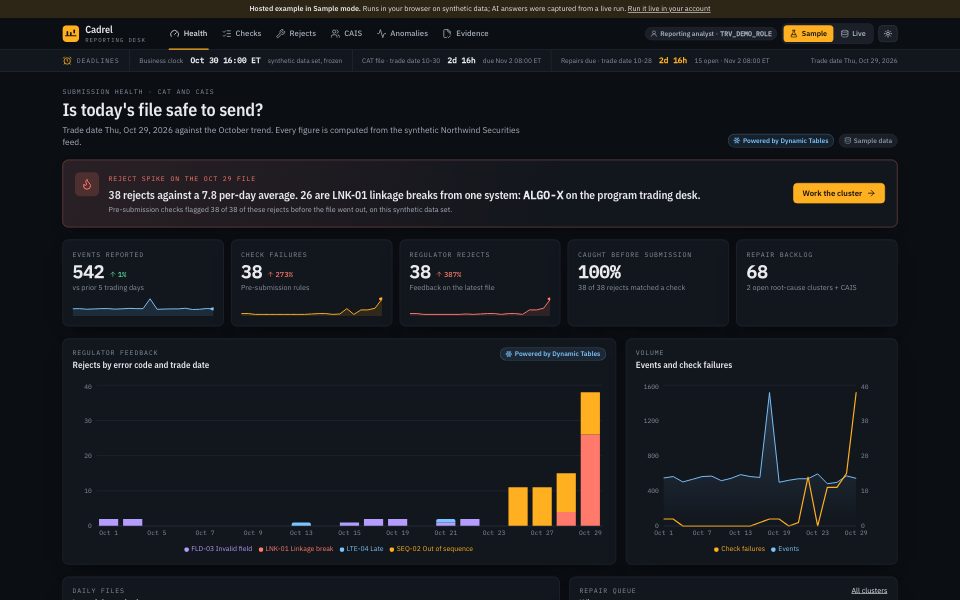 Hosted example in Sample mode. Runs in your browser on synthetic data; AI answers were captured from a live run. Run it live in your account
Cadrel
REPORTING DESK
Health
Checks
Rejects
CAIS
Anomalies
Evidence
Reporting analyst · TRV_DEMO_ROLE
Sample
Live
DEADLINES
Business clock Oct 30 16:00 ET synthetic data set, frozen
CAT file · trade date 10-30 2d 16h due Nov 2 08:00 ET
Repairs due · trade date 10-28 2d 16h 15 open · Nov 2 08:00 ET
Trade date Thu, Oct 29, 2026
SUBMISSION HEALTH · CAT AND CAIS
Is today's file safe to send?
Trade date Thu, Oct 29, 2026 against the October trend. Every figure is computed from the synthetic Northwind Securities
feed.
Powered by Dynamic Tables
Sample data
REJECT SPIKE ON THE OCT 29 FILE
38 rejects against a 7.8 per-day average. 26 are LNK-01 linkage breaks from one system: ALGO-X on the program trading desk.
Pre-submission checks flagged 38 of 38 of these rejects before the file went out, on this synthetic data set.
Work the cluster →
EVENTS REPORTED
542 ↑ 1%
vs prior 5 trading days
CHECK FAILURES
38 ↑ 273%
Pre-submission rules
REGULATOR REJECTS
38 ↑ 387%
Feedback on the latest file
CAUGHT BEFORE SUBMISSION
100%
38 of 38 rejects matched a check
REPAIR BACKLOG
68
2 open root-cause clusters + CAIS
REGULATOR FEEDBACK
Rejects by error code and trade date
Powered by Dynamic Tables
40
30
20
10
0
Oct 1 Oct 5 Oct 7 Oct 9 Oct 13 Oct 15 Oct 19 Oct 21 Oct 23 Oct 27 Oct 29
FLD-03 Invalid field LNK-01 Linkage break LTE-04 Late SEQ-02 Out of sequence
VOLUME
Events and check failures
1600 40
1200 30
800 20
400 10
0 0
Oct 1 Oct 7 Oct 13 Oct 19 Oct 23 Oct 29
Check failures Events
DAILY FILES
REPAIR QUEUE
All clusters